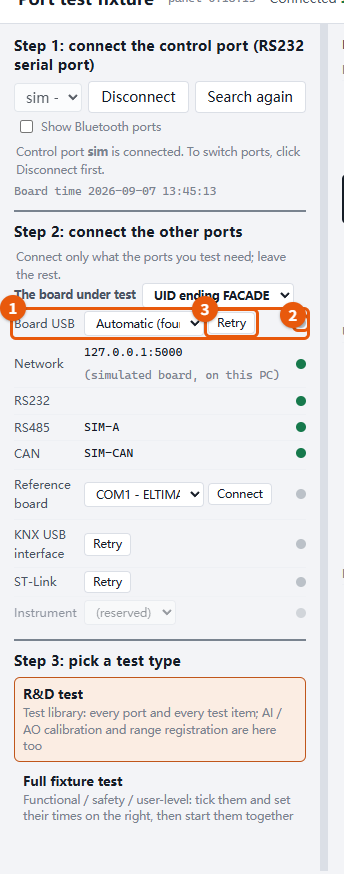 Step 1: connect the control port (RS232
serial port)
sim -
Disconnect
Search again
Show Bluetooth ports
Control port sim is connected. To switch ports, click
Disconnect first.
Board time 2026-09-07 13:45:13
Step 2: connect the other ports
Connect only what the ports you test need; leave
the rest.
The board under test
UID ending FACADE
1
3
2
Board USB
Automatic (four
Retry
Network
127.0.0.1:5000
(simulated board, on this PC)
RS232
RS485
SIM-A
CAN
SIM-CAN
Reference
board
COM1 - ELTIMA
Connect
KNX USB
interface
Retry
ST-Link
Retry
Instrument
(reserved)
Step 3: pick a test type
R&D test
Test library: every port and every test item; AI /
AO calibration and range registration are here
too
Full fixture test
Functional / safety / user-level: tick them and set
their times on the right, then start them together